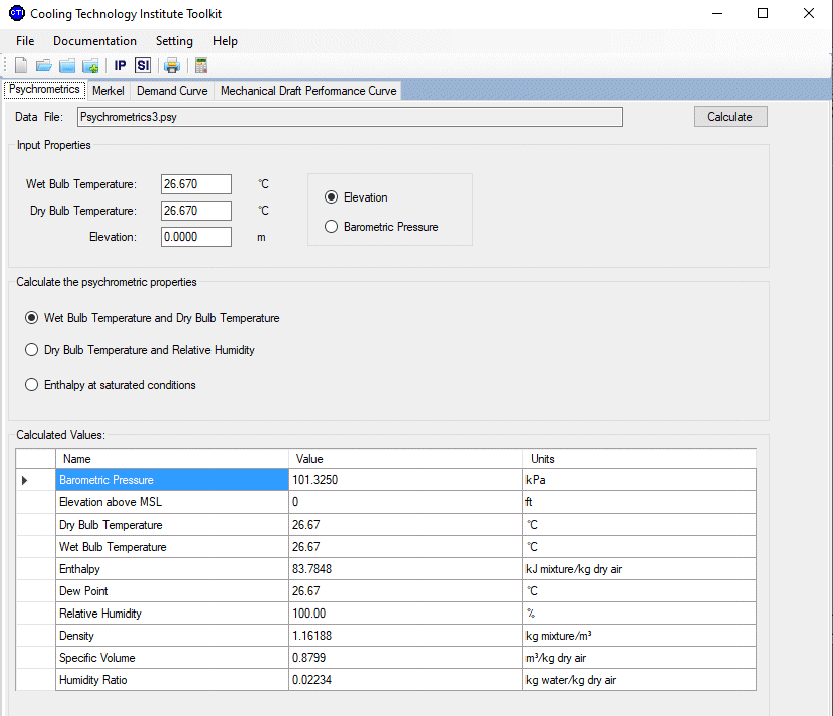 CTI Cooling Technology Institute Toolkit
File Documentation Setting Help
IP SI
Psychrometrics Merkel Demand Curve Mechanical Draft Performance Curve
Data File: Psychrometrics3.psy Calculate
Input Properties
Wet Bulb Temperature: 26.670 °C
Dry Bulb Temperature: 26.670 °C
Elevation: 0.0000 m
Elevation
Barometric Pressure
Calculate the psychrometric properties
Wet Bulb Temperature and Dry Bulb Temperature
Dry Bulb Temperature and Relative Humidity
Enthalpy at saturated conditions
Calculated Values:
Name Value Units
Barometric Pressure 101.3250 kPa
Elevation above MSL 0 ft
Dry Bulb Temperature 26.67 °C
Wet Bulb Temperature 26.67 °C
Enthalpy 83.7848 kJ mixture/kg dry air
Dew Point 26.67 °C
Relative Humidity 100.00 %
Density 1.16188 kg mixture/m³
Specific Volume 0.8799 m³/kg dry air
Humidity Ratio 0.02234 kg water/kg dry air